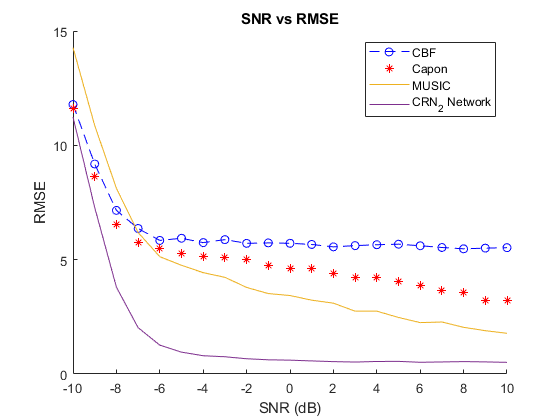 SNR vs RMSE
15
10
5
0
RMSE
-10 -8 -6 -4 -2 0 2 4 6 8 10
SNR (dB)
CBF
Capon
MUSIC
CRN2 Network